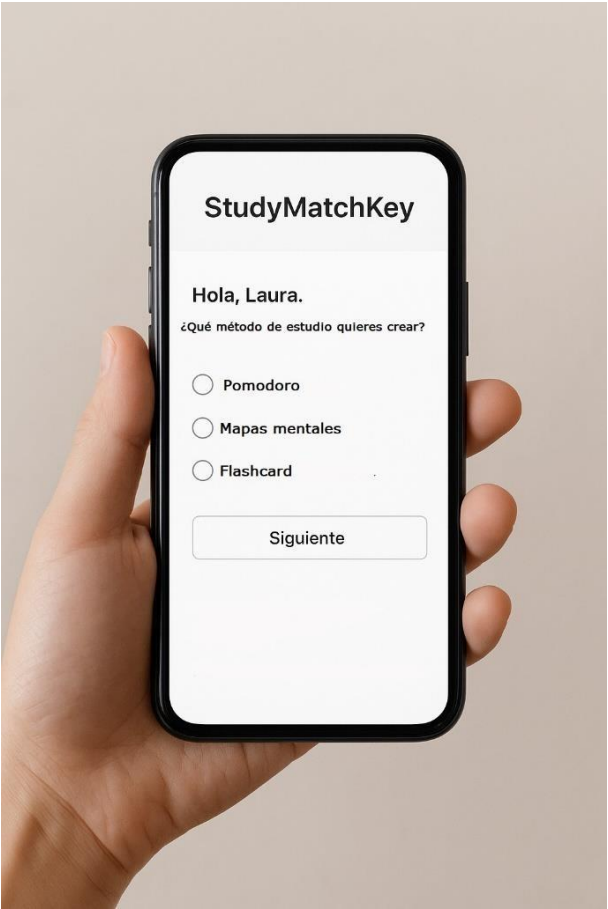 StudyMatchKey
Hola, Laura.
¿Qué método de estudio quieres crear?
Pomodoro
Mapas mentales
Flashcard
Siguiente